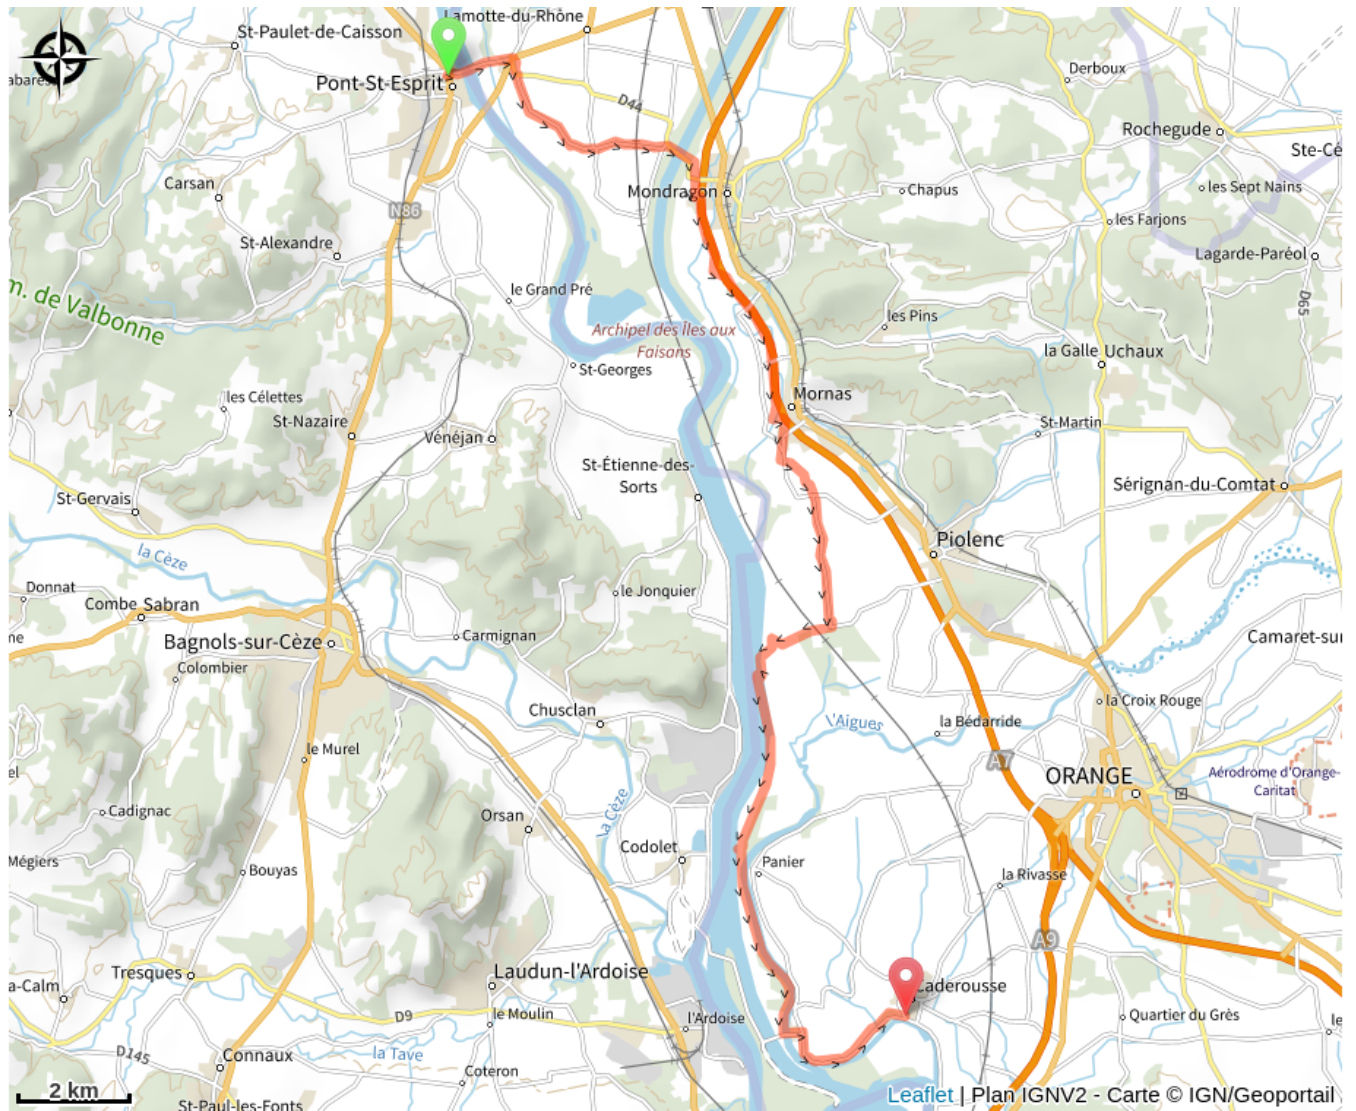 Lamotte-du-Rhône
St-Paulet-de-Caisson
Derboux
Pont-St-Esprit
D44
Rochegude
Ste-Cé
Carsan
Mondragon
Chapus
les Sept Nains
N86
les Farjons
St-Alexandre
Lagarde-Paréol
m. de Valbonne
le Grand Pré
D65
les Pins
Archipel des Îles aux
Faisans
la Galle
Uchaux
St-Georges
les Célettes
Mornas
St-Nazaire
Vénéjan
St-Martin
St-Étienne-des-
Sorts
Sérignan-du-Comtat
St-Gervais
Piolenc
la Cèze
Donnat
le Jonquier
Combe
Sabran
ne
Carmignan
Camaret-sur
Bagnols-sur-Cèze
Colombier
la Croix Rouge
Chusclan
L'Aigues
la Bédarride
le Murel
A7
el
ORANGE
Aérodrome d'Orange-
Caritat
Cadignac
la Cèze
Orsan
Codolet
Mégiers
Panier
Bouyas
la Rivasse
A9
Tresques
Laudun-l'Ardoise
a-Calm
Caderousse
D9
le Moulin
l'Ardoise
Quartier du Grès
le
D145
Connaux
la Tave
Coteron
2 km
St-Paul-les-Fonts
Leaflet | Plan IGNV2 - Carte © IGN/Geoportail